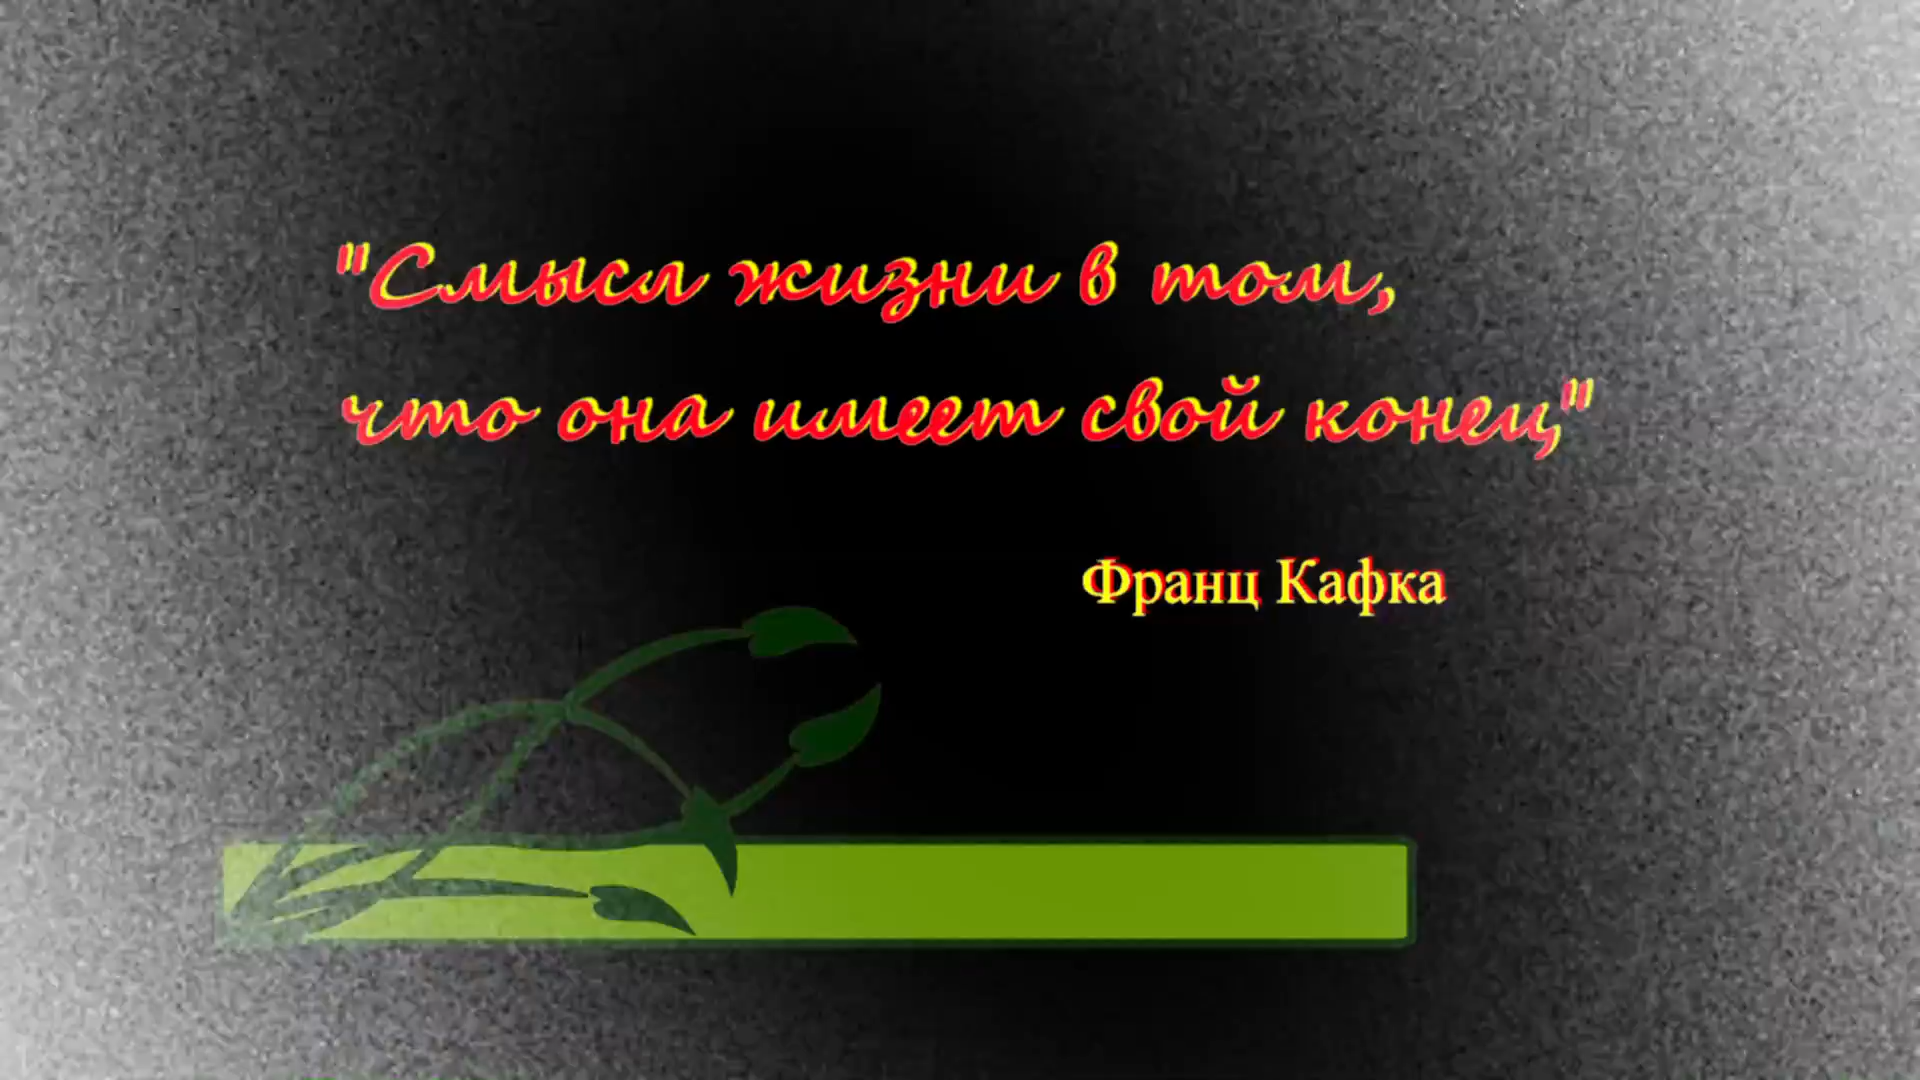 "Смысл жизни в том,
что она имеет свой конец"
Франц Кафка